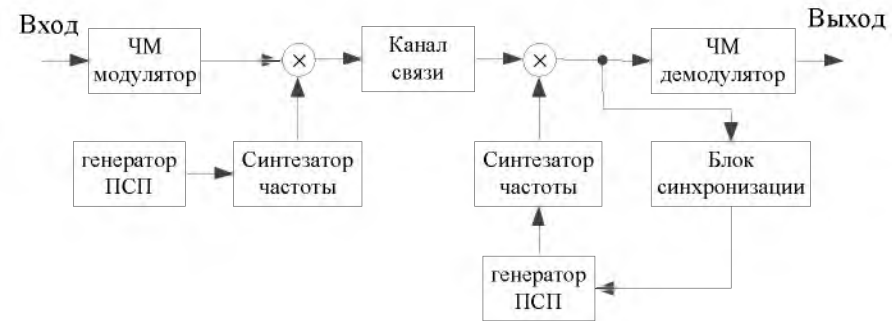 Вход
ЧМ
модулятор
×
Канал
связи
×
ЧМ
демодулятор
Выход
генератор
ПСП
Синтезатор
частоты
Синтезатор
частоты
Блок
синхронизации
генератор
ПСП